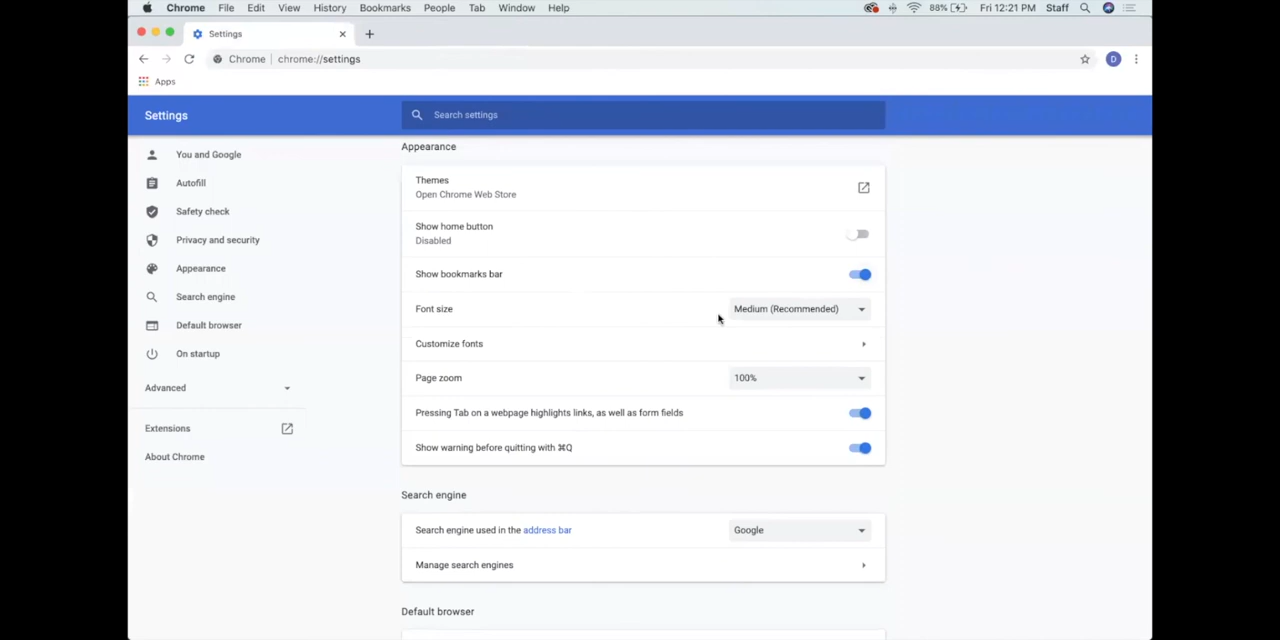 Chrome File Edit View History Bookmarks People Tab Window Help 88% Fri 12:21 PM Staff
Settings
Chrome chrome://settings D
Apps
Settings
Search settings
You and Google
Autofill
Safety check
Privacy and security
Appearance
Search engine
Default browser
On startup
Advanced
Extensions
About Chrome
Appearance
Themes
Open Chrome Web Store
Show home button
Disabled
Show bookmarks bar
Font size Medium (Recommended)
Customize fonts
Page zoom 100%
Pressing Tab on a webpage highlights links, as well as form fields
Show warning before quitting with ⌘Q
Search engine
Search engine used in the address bar Google
Manage search engines
Default browser